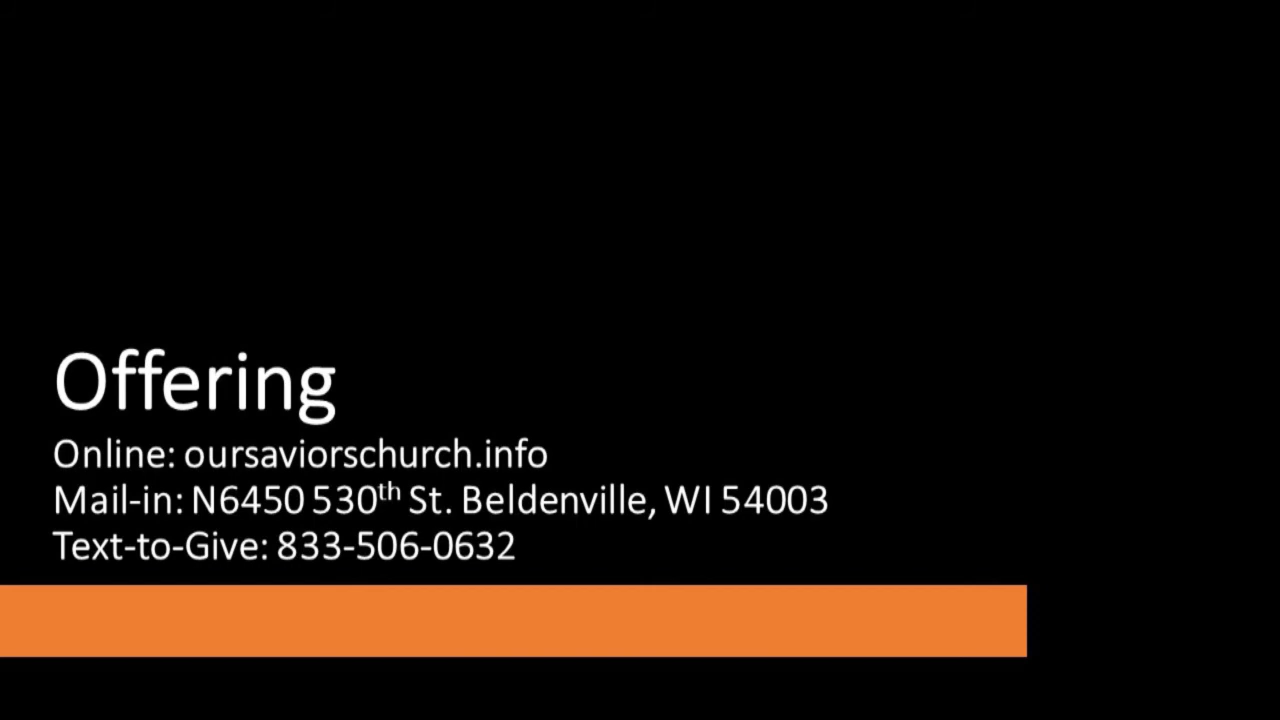 Offering
Online: oursaviorschurch.info
Mail-in: N6450 530th St. Beldenville, WI 54003
Text-to-Give: 833-506-0632